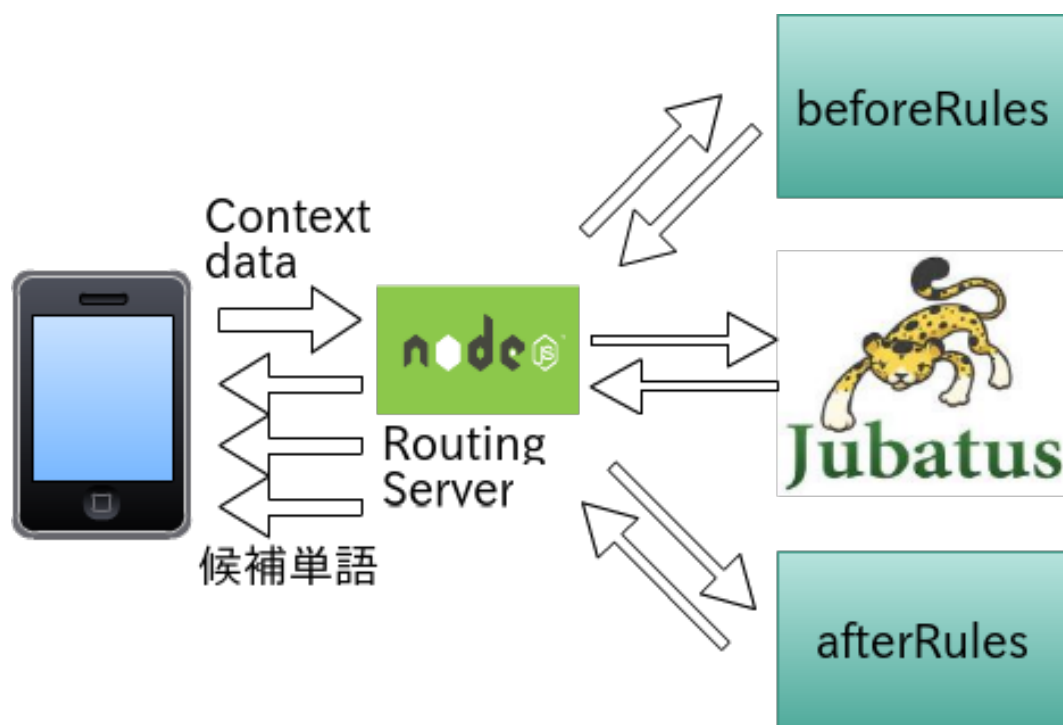 Context
data
候補単語
node
JS
Routing
Server
beforeRules
Jubatus
afterRules